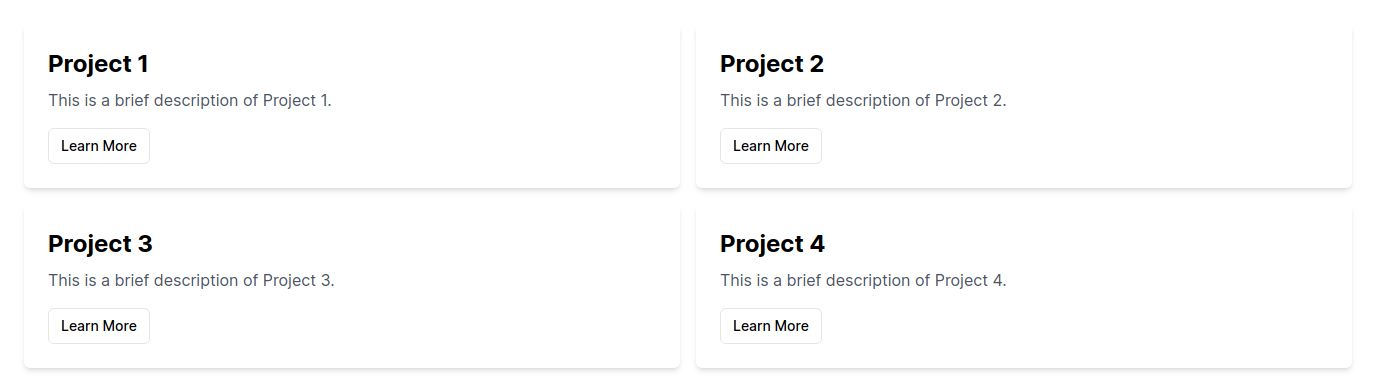 Project 1
This is a brief description of Project 1.
Learn More
Project 2
This is a brief description of Project 2.
Learn More
Project 3
This is a brief description of Project 3.
Learn More
Project 4
This is a brief description of Project 4.
Learn More